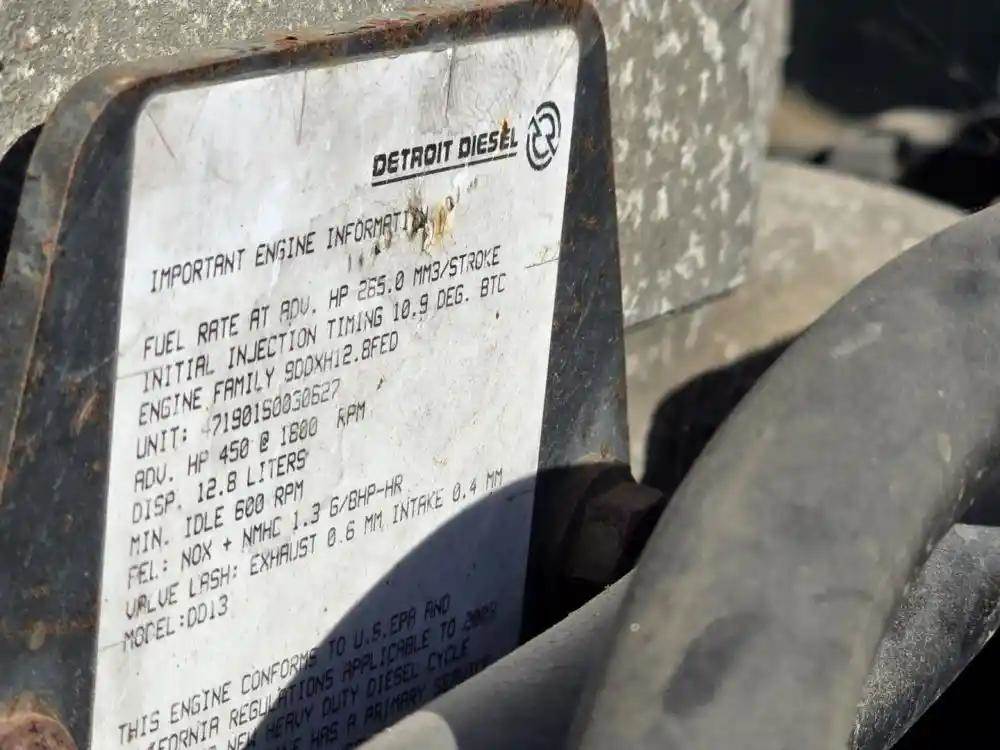 DETROIT DIESEL
IMPORTANT ENGINE INFORMATION
FUEL RATE AT ADV. HP 265.0 MM3/STROKE
INITIAL INJECTION TIMING 10.9 DEG. BTC
ENGINE FAMILY 9DDXH12.8FED
UNIT: 471901S0030627
ADV. HP 450 @ 1800 RPM
DISP. 12.8 LITERS
MIN. IDLE 600 RPM
FEL: NOX + NMHC 1.3 G/BHP-HR
VALVE LASH: EXHAUST 0.6 MM INTAKE 0.4 MM
MODEL:DD13
THIS ENGINE CONFORMS TO U.S.EPA AND
REGULATIONS APPLICABLE TO
NEW HEAVY DUTY DIESEL CYCLE
HAS A PRIMARY